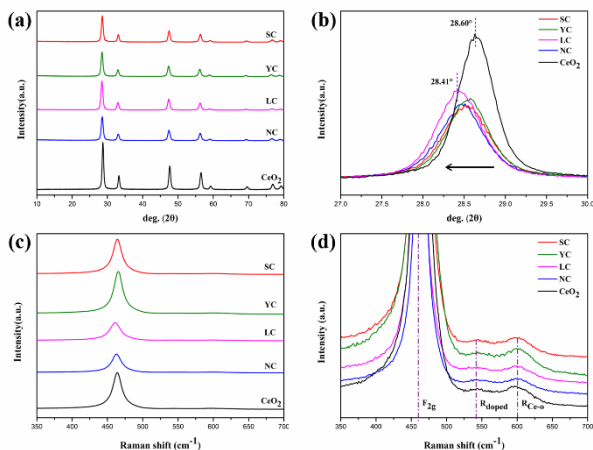 (a)
SC
YC
LC
NC
CeO2
Intensity(a.u.)
10 20 30 40 50 60 70 80
deg. (2θ)
(b)
28.60°
28.41°
SC
YC
LC
NC
CeO2
Intensity(a.u.)
27.0 27.5 28.0 28.5 29.0 29.5 30.0
deg. (2θ)
(c)
SC
YC
LC
NC
CeO2
Intensity(a.u.)
350 400 450 500 550 600 650 700
Raman shift (cm-1)
(d)
SC
YC
LC
NC
CeO2
F2g
Rdoped
RCe-o
Intensity (a.u.)
350 400 450 500 550 600 650 700
Raman shift (cm-1)